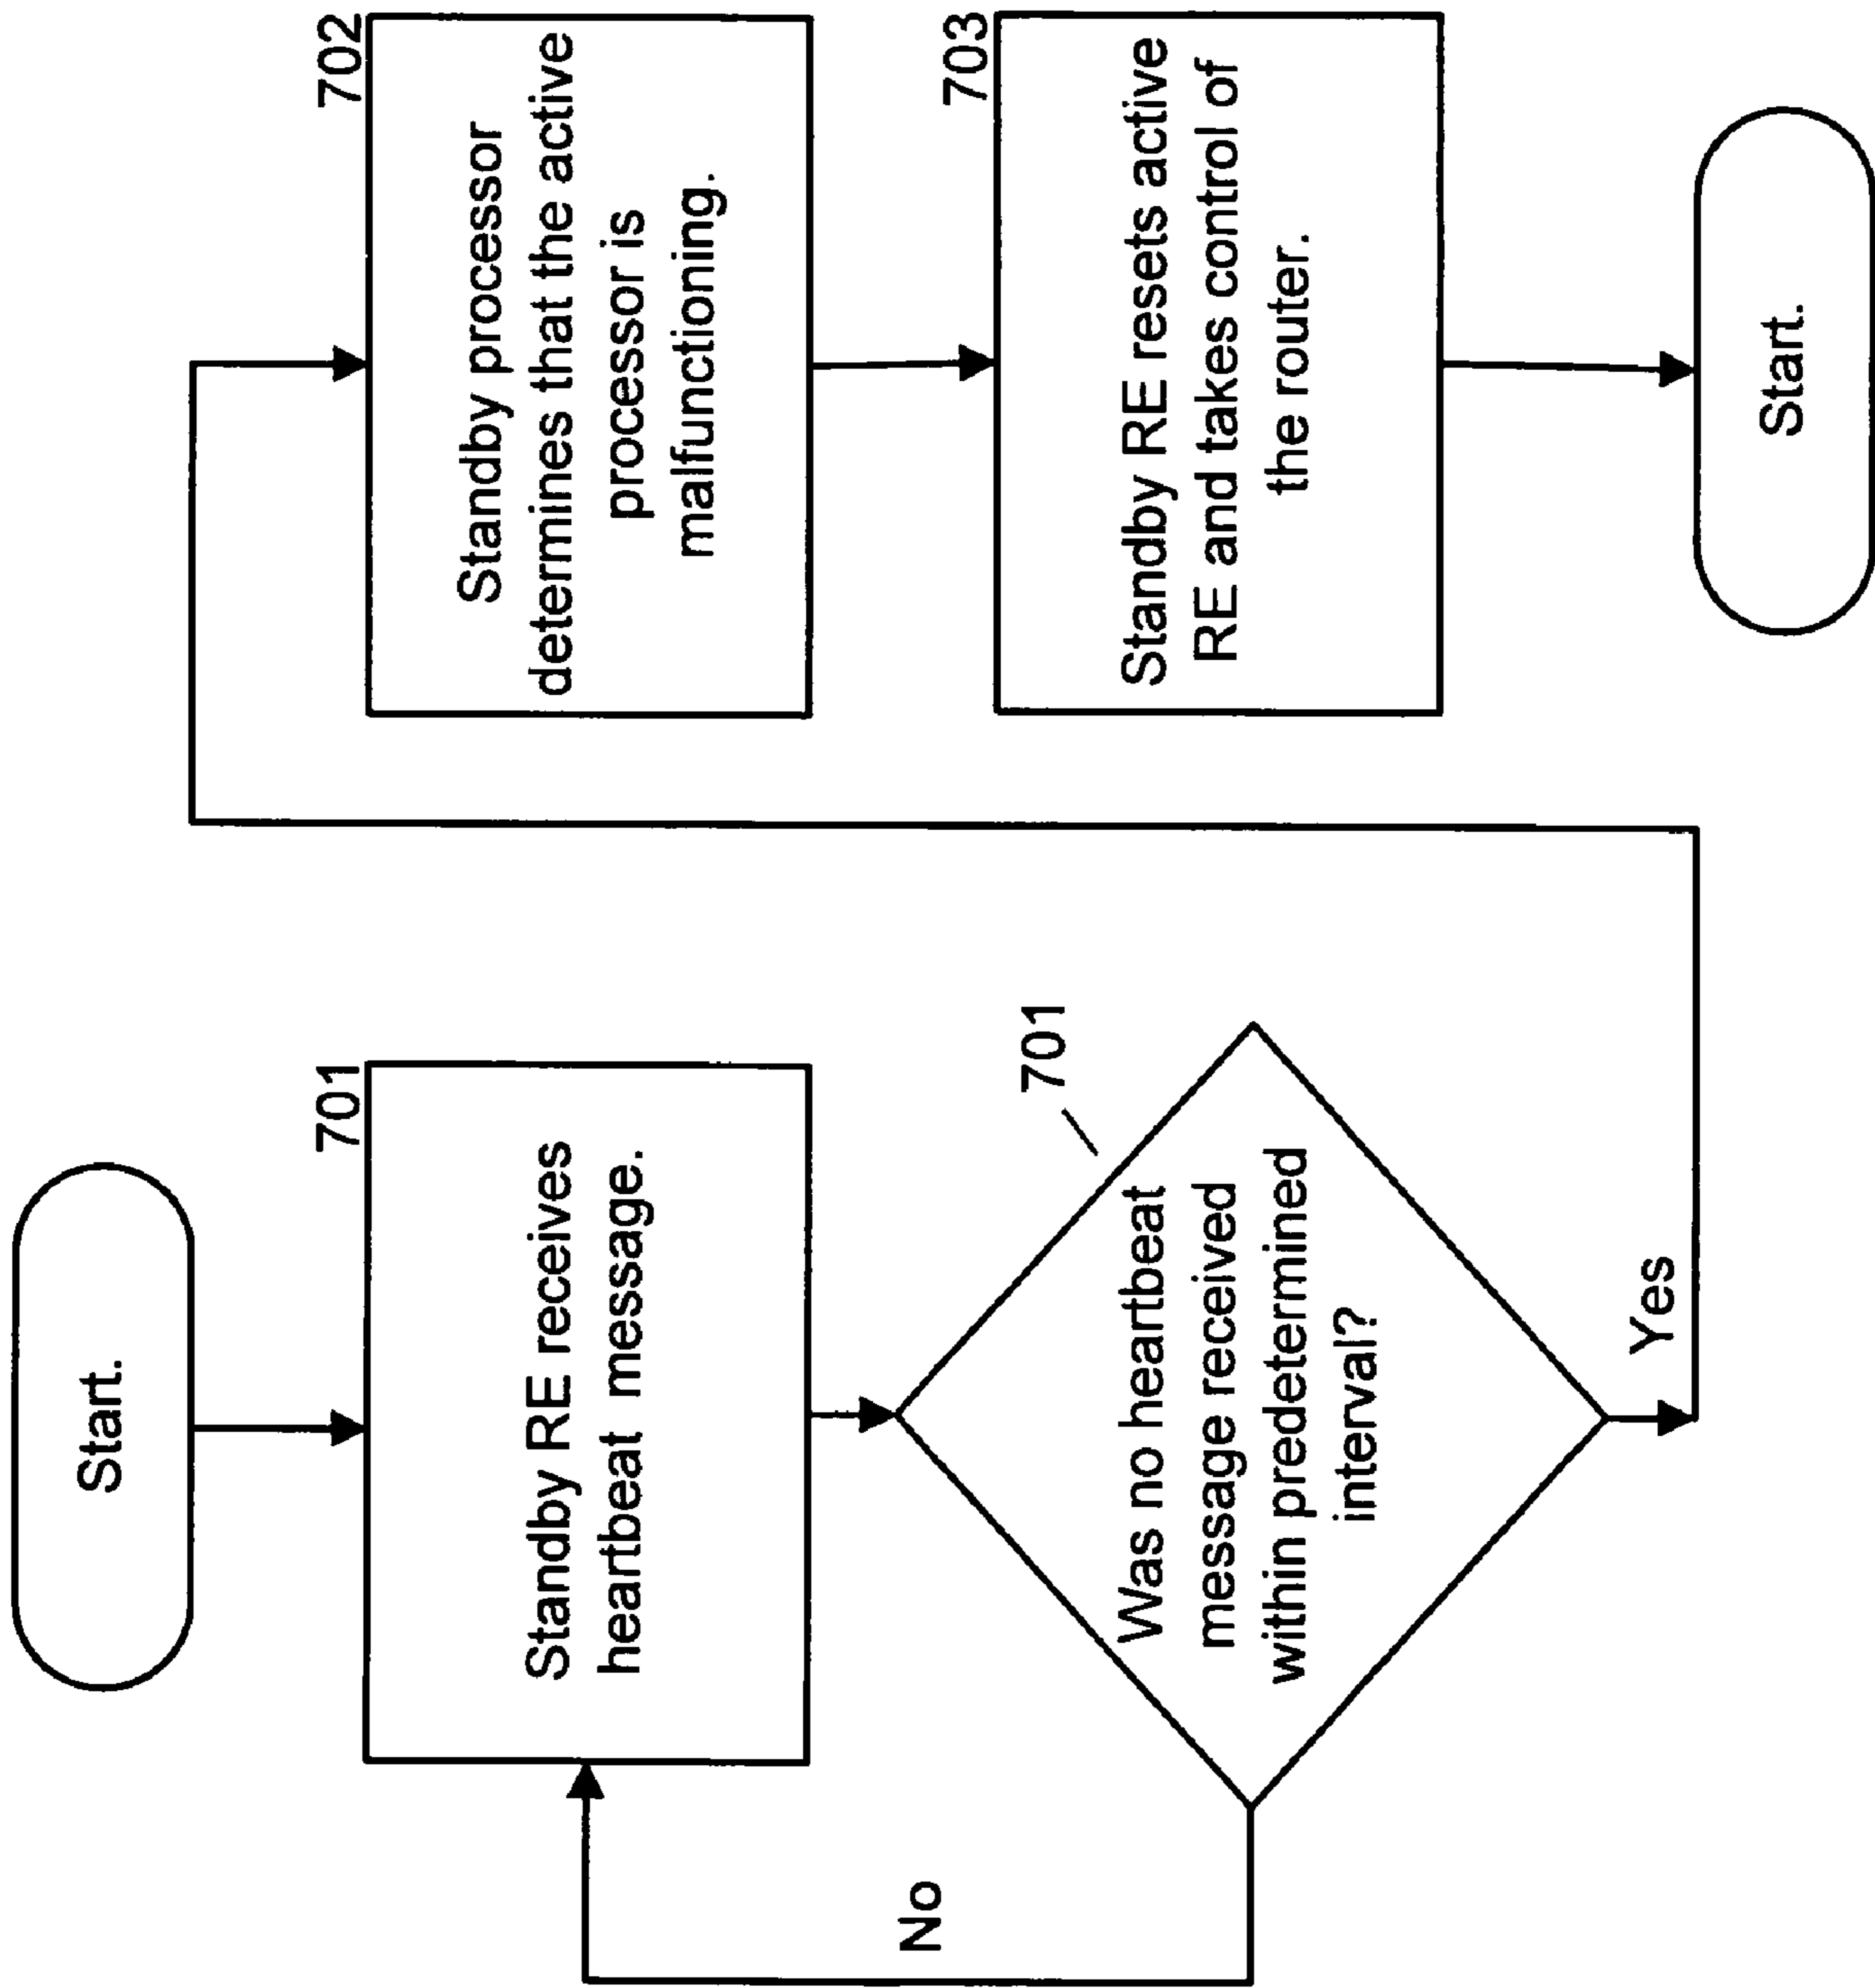 Start.
701
Standby RE receives
heartbeat message.
701
Was no heartbeat
message received
within predetermined
interval?
No
Yes
702
Standby processor
determines that the active
processor is
malfunctioning.
703
Standby RE resets active
RE and takes control of
the router.
Start.